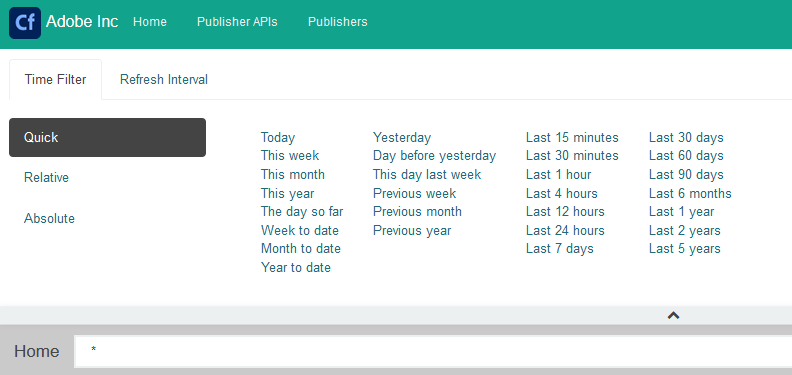 Cf Adobe Inc Home Publisher APIs Publishers
Time Filter Refresh Interval
Quick
Relative
Absolute
Today
This week
This month
This year
The day so far
Week to date
Month to date
Year to date
Yesterday
Day before yesterday
This day last week
Previous week
Previous month
Previous year
Last 15 minutes
Last 30 minutes
Last 1 hour
Last 4 hours
Last 12 hours
Last 24 hours
Last 7 days
Last 30 days
Last 60 days
Last 90 days
Last 6 months
Last 1 year
Last 2 years
Last 5 years
Home *